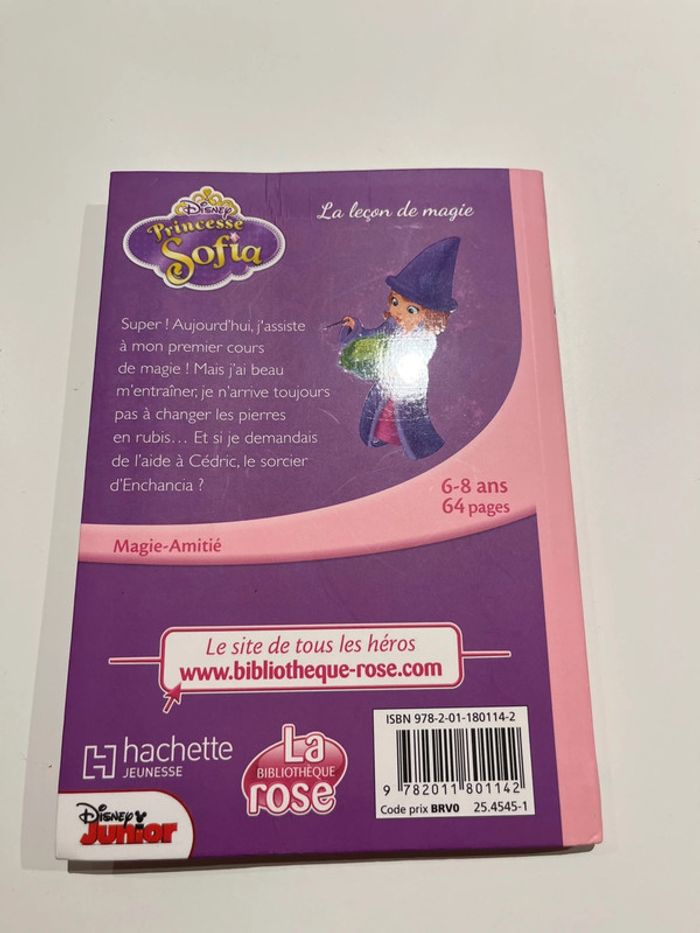 Disney
Princesse
Sofia
La leçon de magie
Super ! Aujourd'hui, j'assiste
à mon premier cours
de magie ! Mais j'ai beau
m'entraîner, je n'arrive toujours
pas à changer les pierres
en rubis... Et si je demandais
de l'aide à Cédric, le sorcier
d'Enchancia ?
6-8 ans
64 pages
Magie-Amitié
Le site de tous les héros
www.bibliotheque-rose.com
hachette
JEUNESSE
La
BIBLIOTHÈQUE
rose
ISBN 978-2-01-180114-2
9 782011 801142
Code prix BRV0 25.4545-1
Disney
Junior